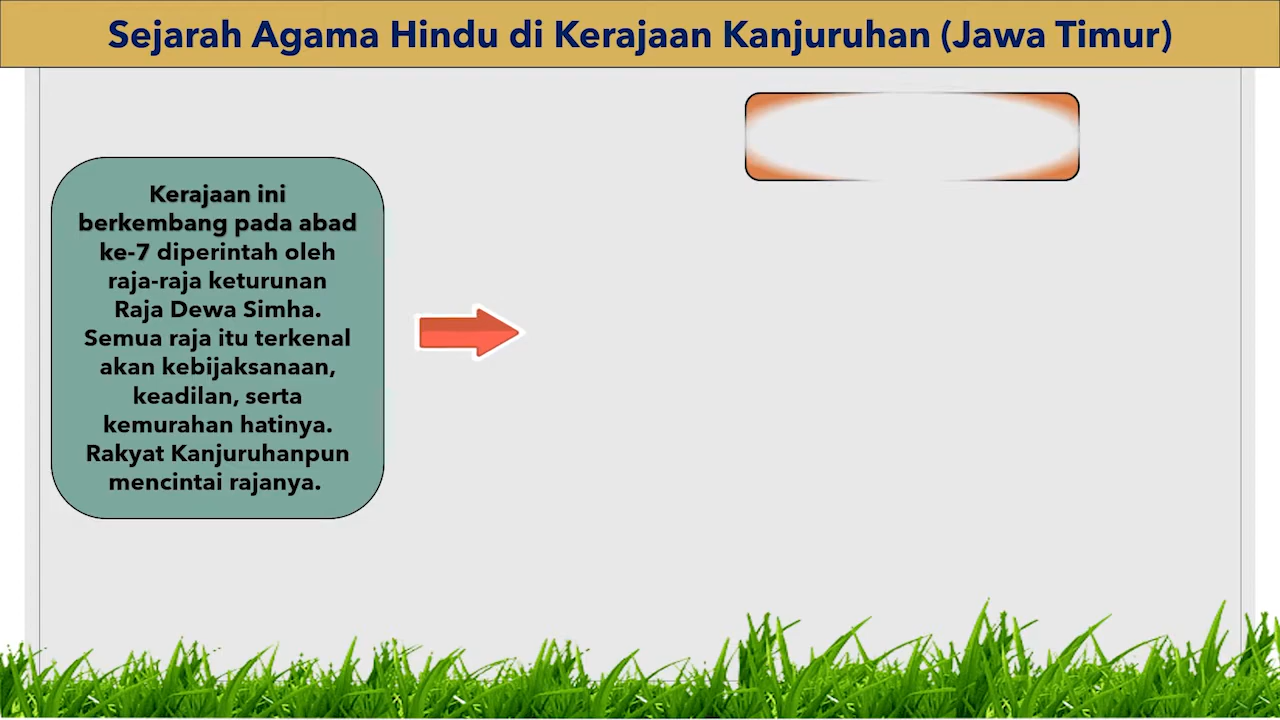 Sejarah Agama Hindu di Kerajaan Kanjuruhan (Jawa Timur)
Kerajaan ini
berkembang pada abad
ke-7 diperintah oleh
raja-raja keturunan
Raja Dewa Simha.
Semua raja itu terkenal
akan kebijaksanaan,
keadilan, serta
kemurahan hatinya.
Rakyat Kanjuruhanpun
mencintai rajanya.